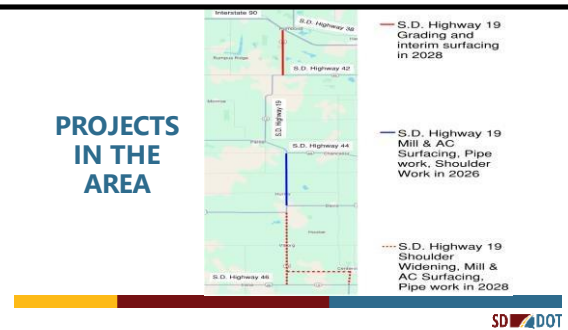 PROJECTS
IN THE
AREA
Interstate 90
S.D. Highway 38
S.D. Highway 42
S.D. Highway 19
S.D. Highway 44
S.D. Highway 46
S.D. Highway 19
Grading and
interim surfacing
in 2028
S.D. Highway 19
Mill & AC
Surfacing, Pipe
work, Shoulder
Work in 2026
S.D. Highway 19
Shoulder
Widening, Mill &
AC Surfacing,
Pipe work in 2028
SD DOT